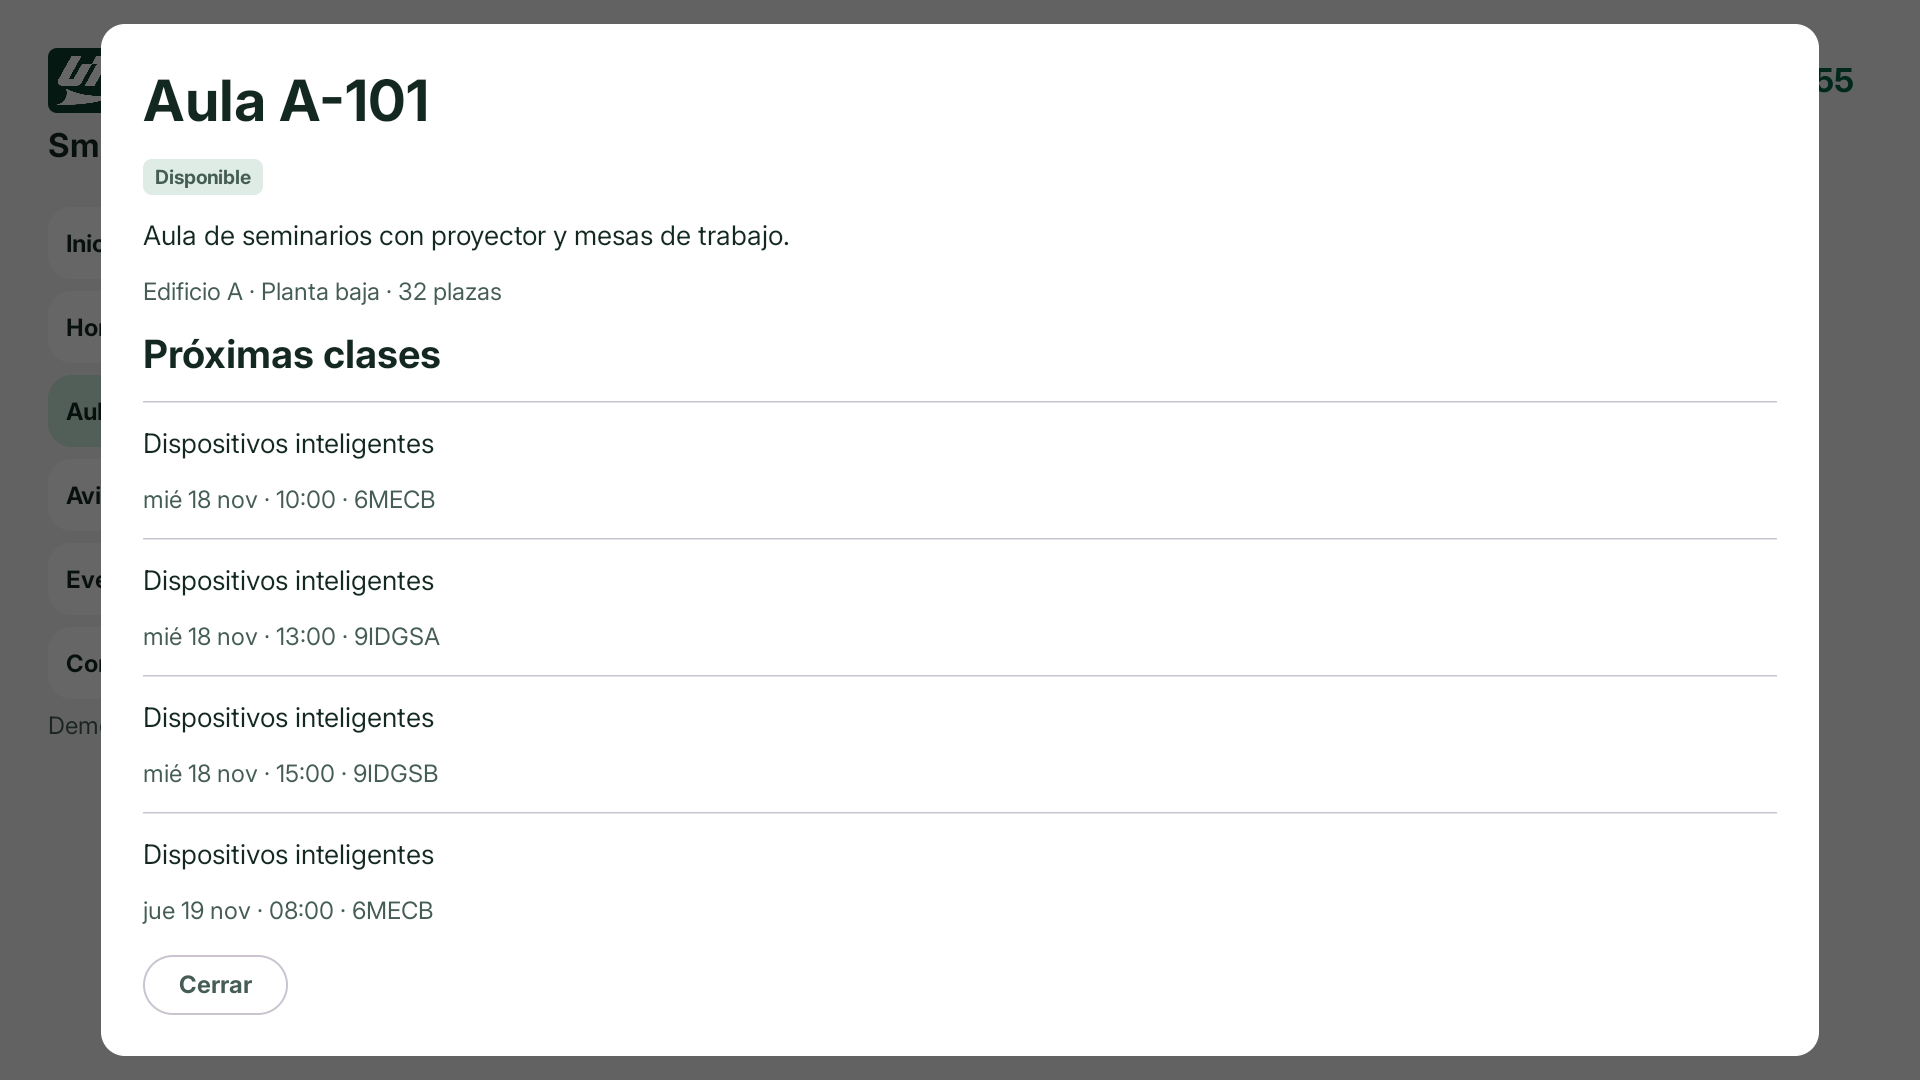 Aula A-101
Disponible
Aula de seminarios con proyector y mesas de trabajo.
Edificio A · Planta baja · 32 plazas
Próximas clases
Dispositivos inteligentes
mié 18 nov · 10:00 · 6MECB
Dispositivos inteligentes
mié 18 nov · 13:00 · 9IDGSA
Dispositivos inteligentes
mié 18 nov · 15:00 · 9IDGSB
Dispositivos inteligentes
jue 19 nov · 08:00 · 6MECB
Cerrar
55